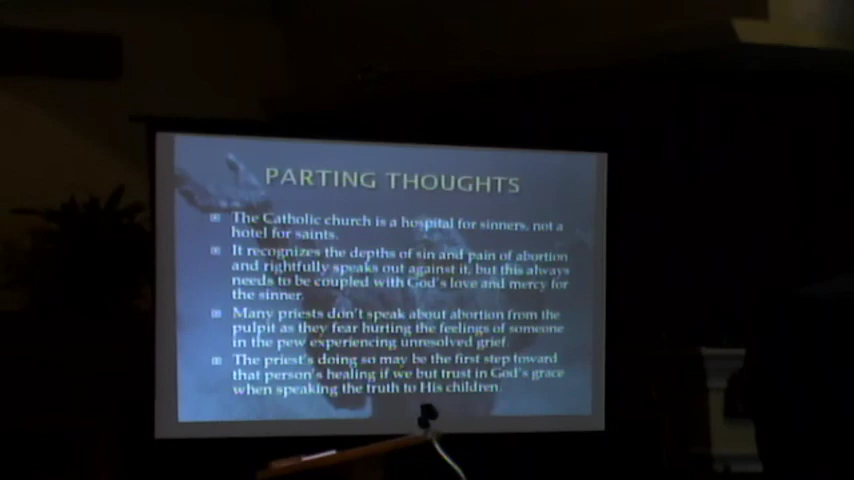 PARTING THOUGHTS
The Catholic church is a hospital for sinners, not a
hotel for saints.
It recognizes the depths of sin and pain of abortion
and rightfully speaks out against it, but this always
needs to be coupled with God's love and mercy for
the sinner.
Many priests don't speak about abortion from the
pulpit as they fear hurting the feelings of someone
in the pew experiencing unresolved grief.
The priest's doing so may be the first step toward
that person's healing if we but trust in God's grace
when speaking the truth to His children.